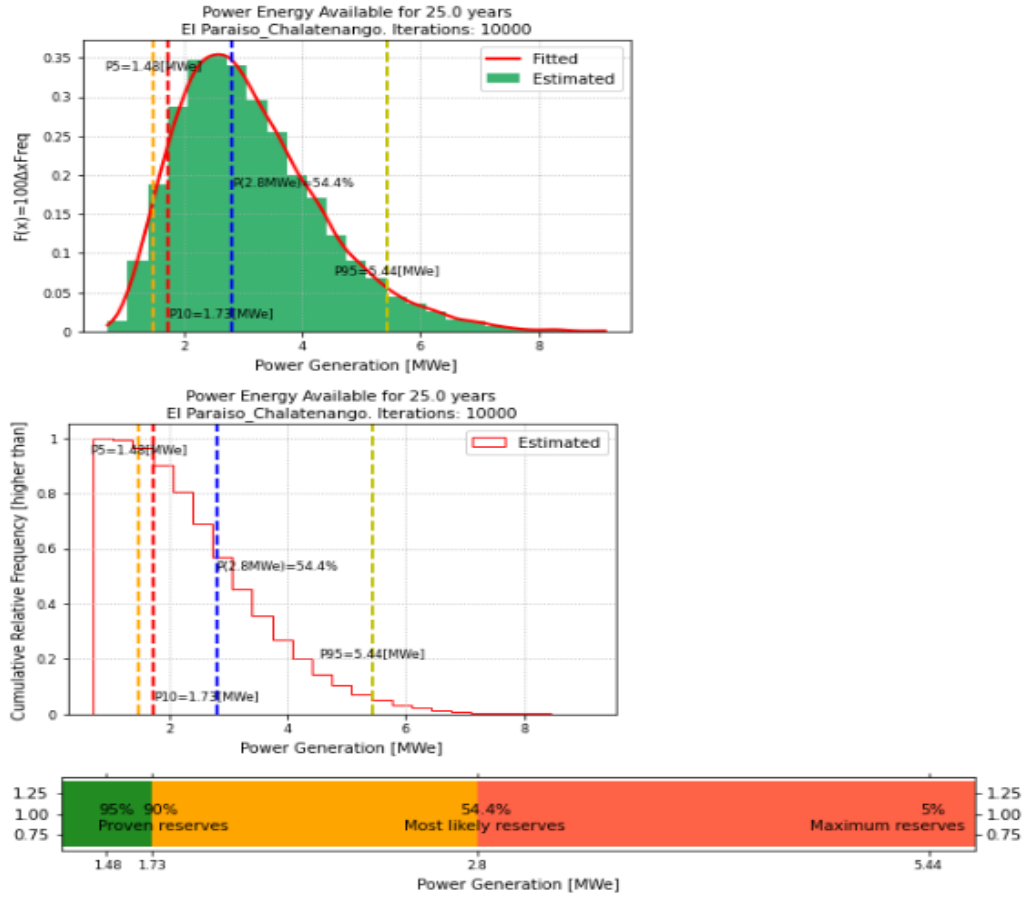 Power Energy Available for 25.0 years
El Paraiso_Chalatenango. Iterations: 10000
0.35
0.3
0.25
0.2
0.15
0.1
0.05
0
F(x)=100ΔxFreq
P5=1.48[MWe]
P(2.8MWe)=54.4%
P95=5.44[MWe]
P10=1.73[MWe]
Fitted
Estimated
2 4 6 8
Power Generation [MWe]
Power Energy Available for 25.0 years
El Paraiso_Chalatenango. Iterations: 10000
1
0.8
0.6
0.4
0.2
0
Cumulative Relative Frequency [higher than]
P5=1.48[MWe]
P(2.8MWe)=54.4%
P95=5.44[MWe]
P10=1.73[MWe]
Estimated
2 4 6 8
Power Generation [MWe]
1.25 1.25
1.00 95% 90% 54.4% 5% 1.00
0.75 Proven reserves Most likely reserves Maximum reserves 0.75
1.48 1.73 2.8 5.44
Power Generation [MWe]